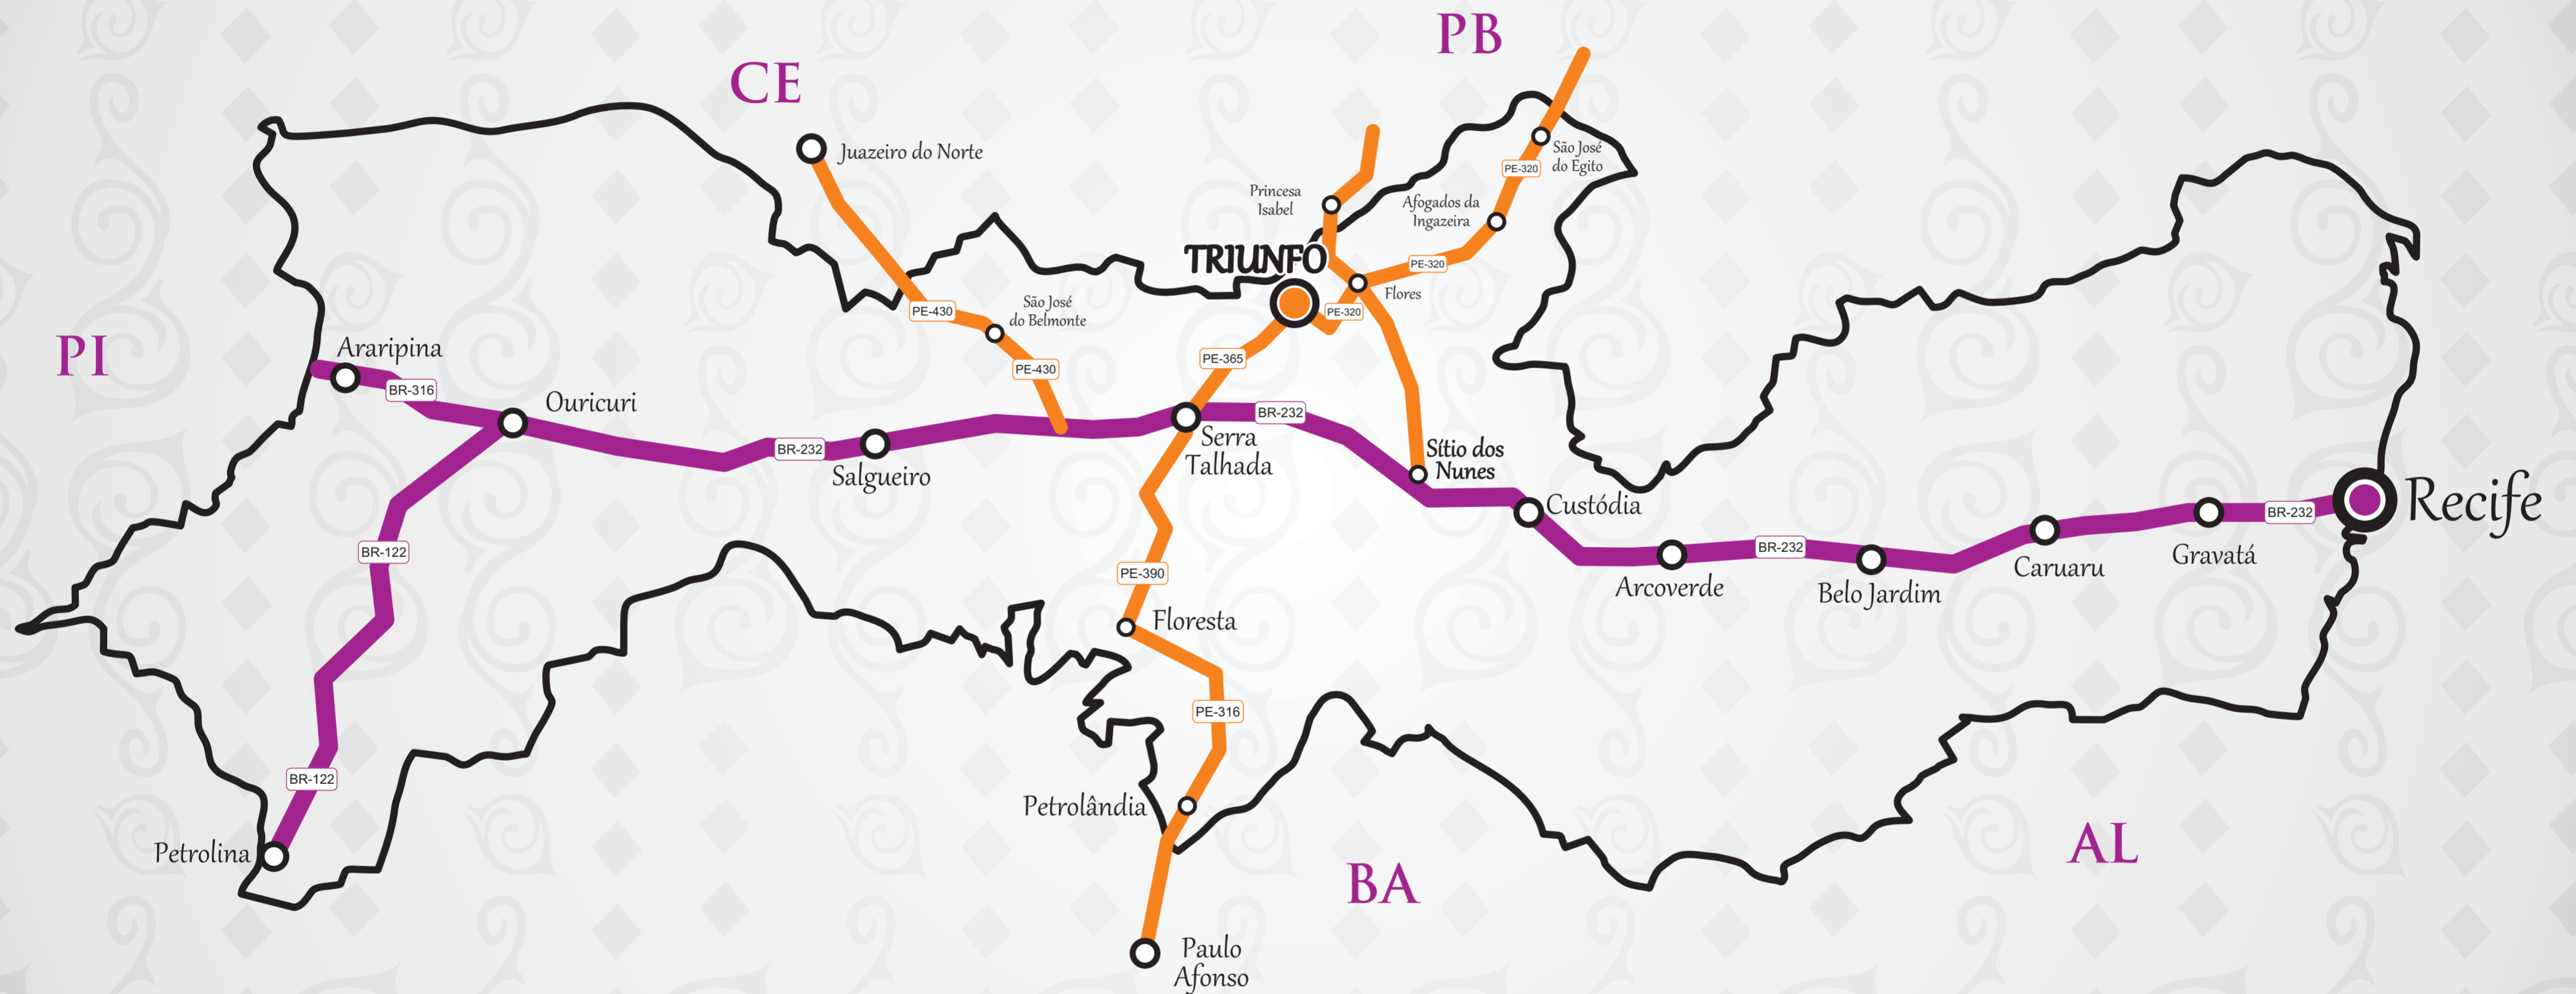 PB
CE
Juazeiro do Norte
São José
do Egito
PE-320
Princesa
Isabel
Afogados da
Ingazeira
TRIUNFO
PE-320
Flores
PE-430
São José
do Belmonte
PE-320
PI
Araripina
PE-365
PE-430
BR-316
Ouricuri
BR-232
Serra
Talhada
Sítio dos
Nunes
BR-232
Salgueiro
Custódia
Recife
BR-232
BR-122
BR-232
Gravatá
Caruaru
PE-390
Arcoverde
Belo Jardim
Floresta
PE-316
BR-122
Petrolândia
Petrolina
AL
BA
Paulo
Afonso